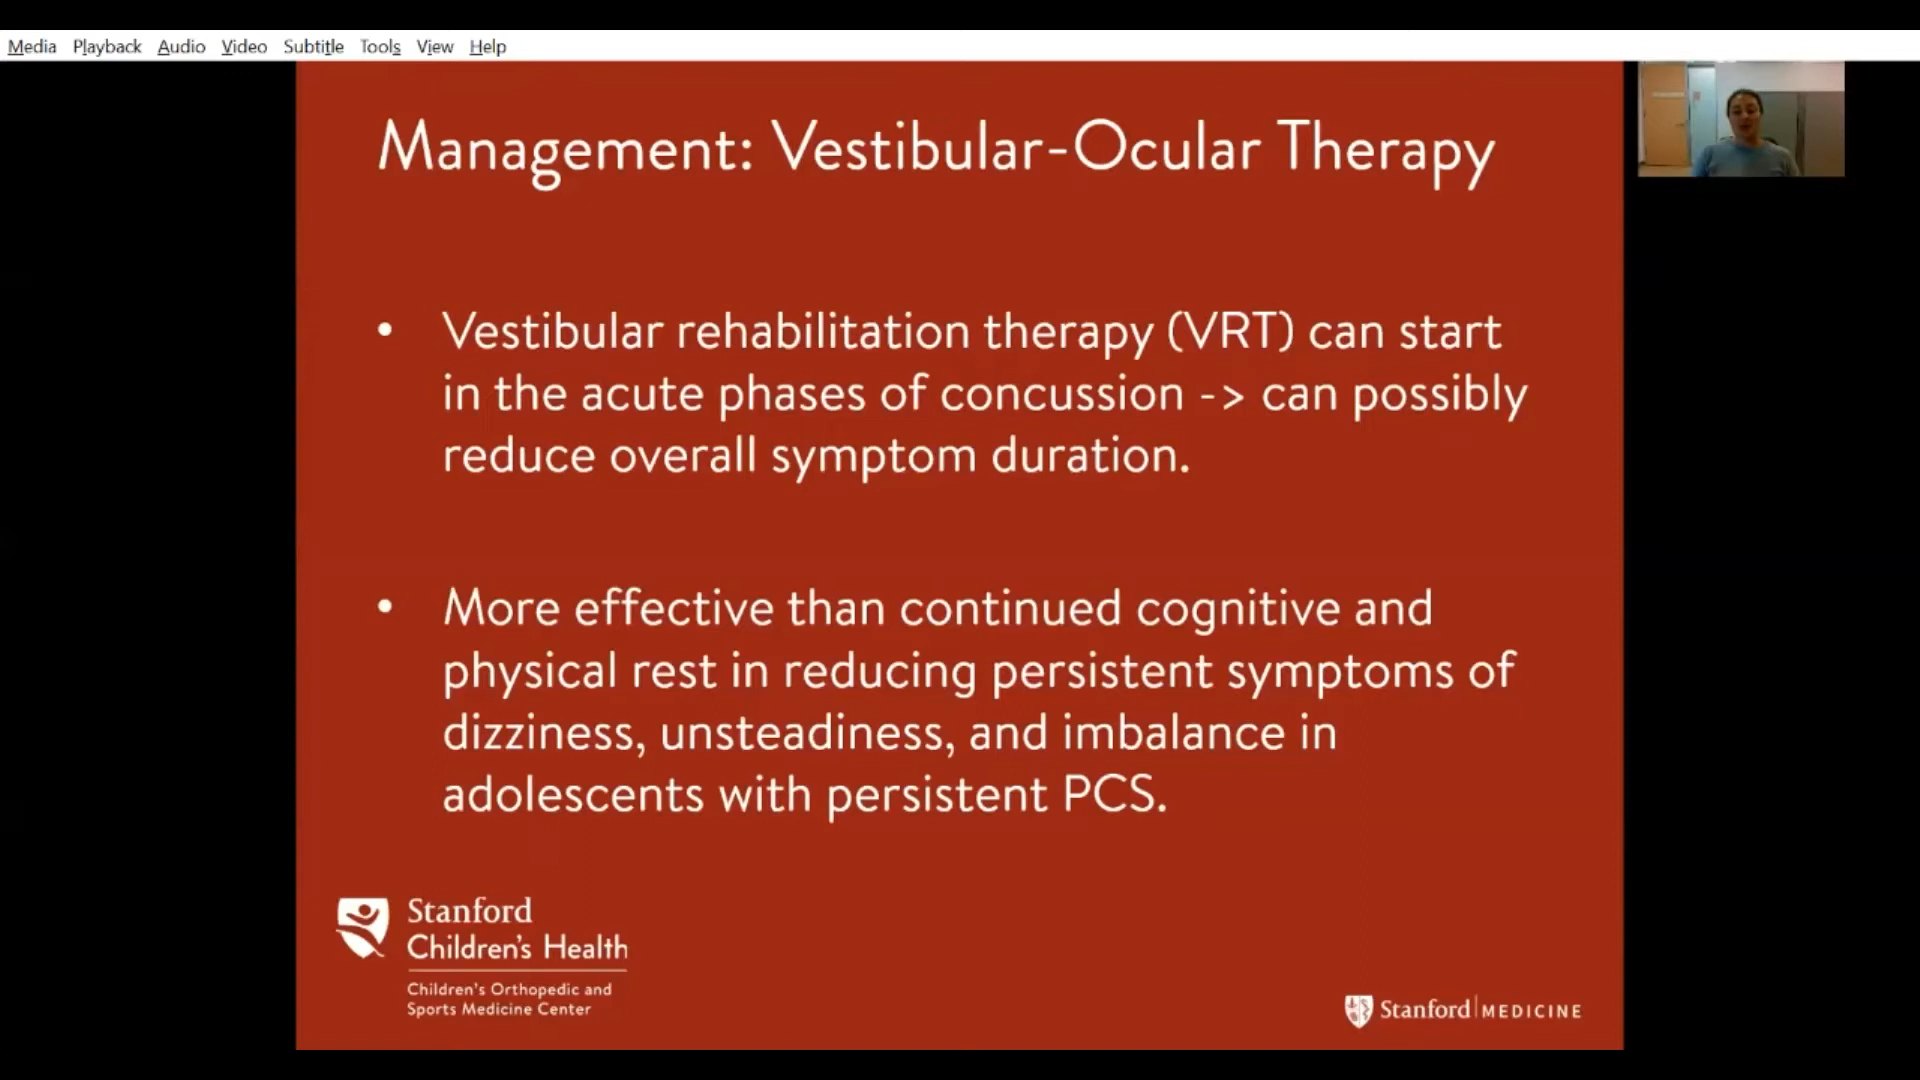 Media Playback Audio Video Subtitle Tools View Help
Management: Vestibular-Ocular Therapy
• Vestibular rehabilitation therapy (VRT) can start
in the acute phases of concussion -> can possibly
reduce overall symptom duration.
• More effective than continued cognitive and
physical rest in reducing persistent symptoms of
dizziness, unsteadiness, and imbalance in
adolescents with persistent PCS.
Stanford
Children's Health
Children's Orthopedic and
Sports Medicine Center
Stanford MEDICINE